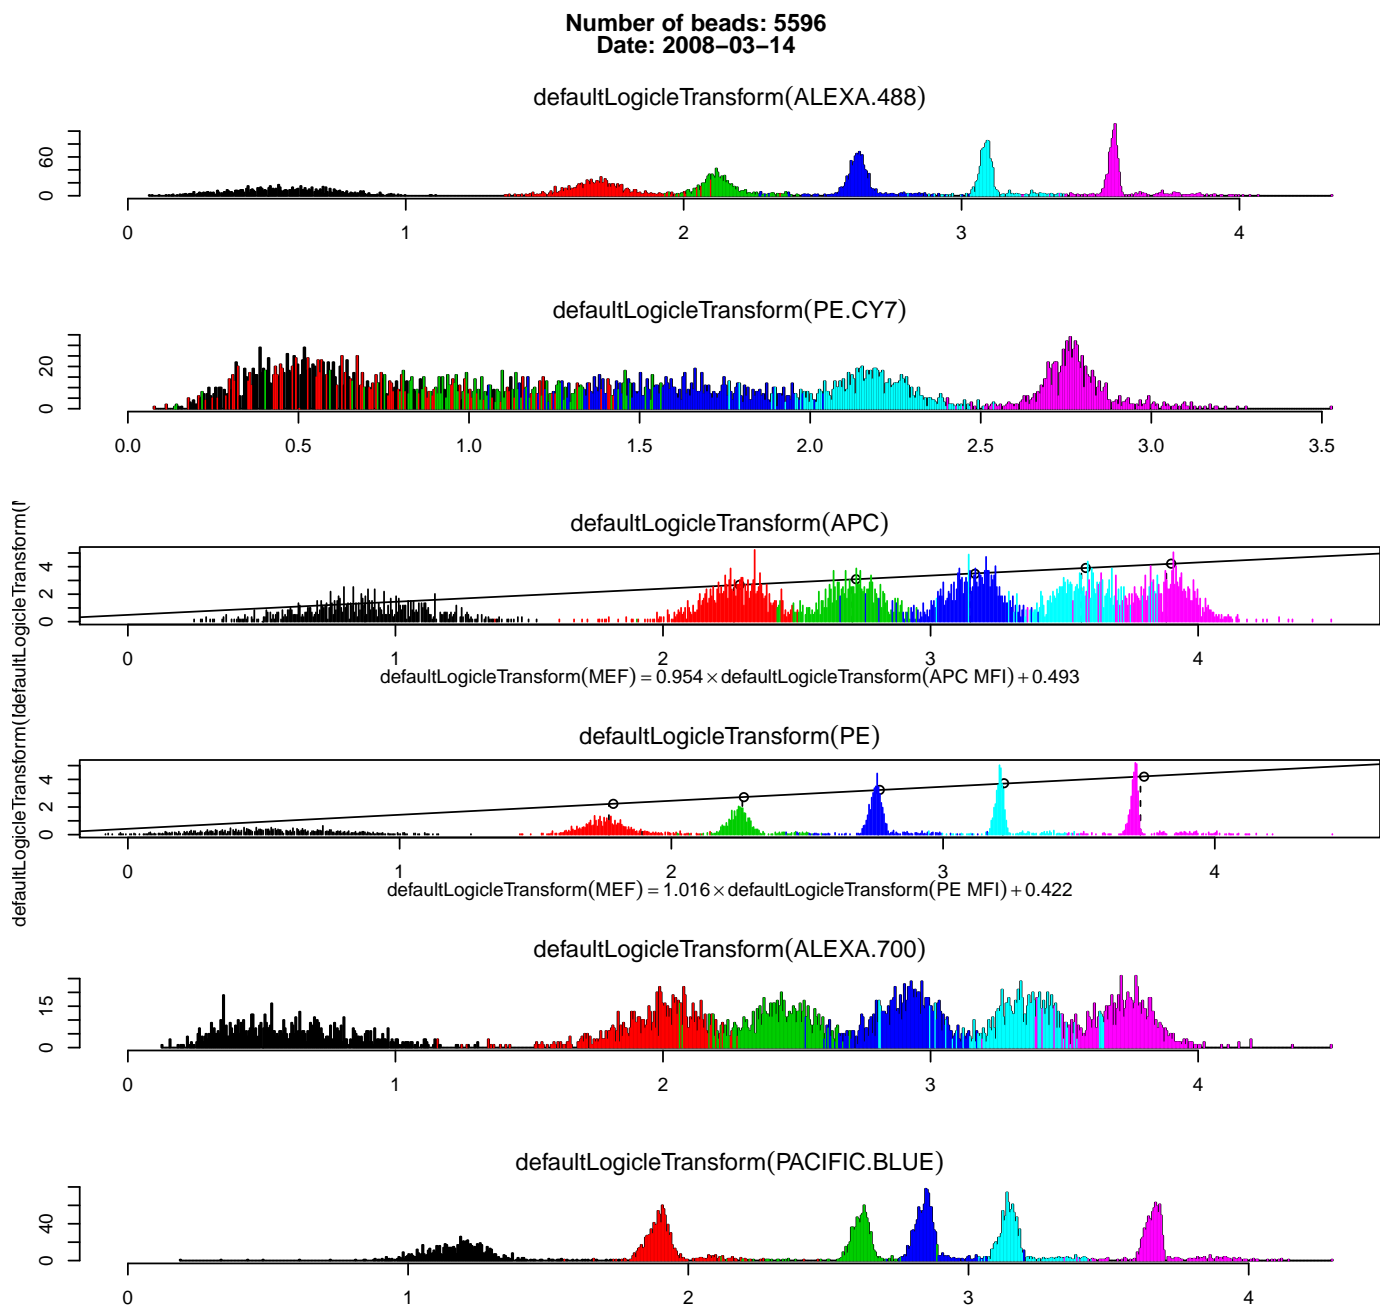 Number of beads: 5596
Date: 2008−03−14
defaultLogicleTransform(ALEXA.488)
0 60
0 1 2 3 4
defaultLogicleTransform(PE.CY7)
0 20
0.0 0.5 1.0 1.5 2.0 2.5 3.0 3.5
defaultLogicleTransform(APC)
0 2 4
0 1 2 3 4
defaultLogicleTransform(MEF) = 0.954 × defaultLogicleTransform(APC MFI) + 0.493
defaultLogicleTransform(
defaultLogicleTransform(PE)
0 2 4
0 1 2 3 4
defaultLogicleTransform(MEF) = 1.016 × defaultLogicleTransform(PE MFI) + 0.422
defaultLogicleTransform(
defaultLogicleTransform(ALEXA.700)
0 15
0 1 2 3 4
defaultLogicleTransform(PACIFIC.BLUE)
0 40
0 1 2 3 4